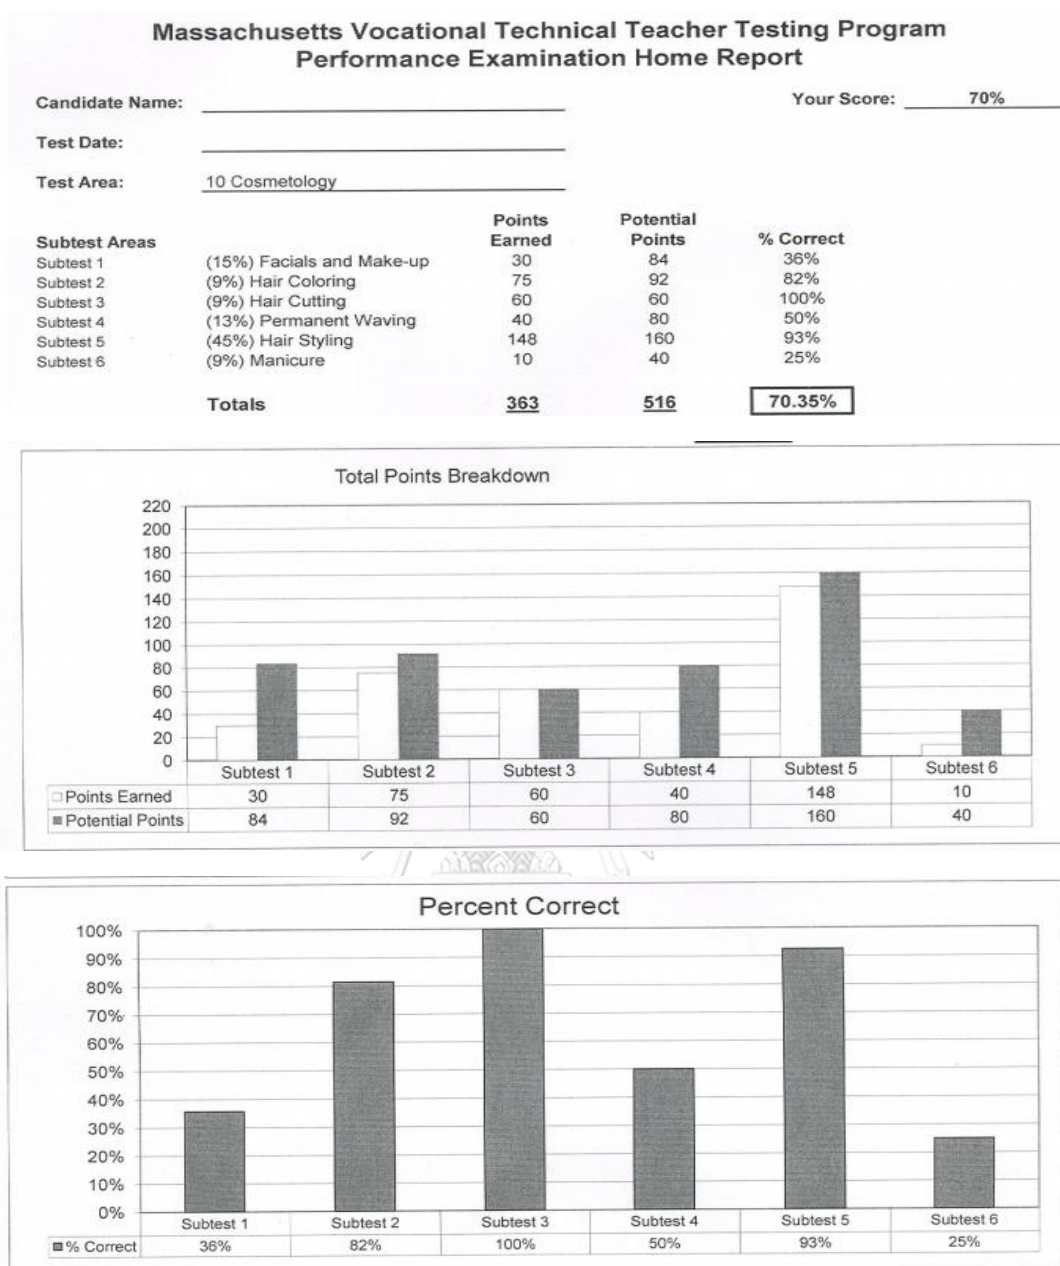 Massachusetts Vocational Technical Teacher Testing Program
Performance Examination Home Report
Candidate Name: Your Score: 70%
Test Date:
Test Area: 10 Cosmetology
Points Potential
Subtest Areas Earned Points % Correct
Subtest 1 (15%) Facials and Make-up 30 84 36%
Subtest 2 (9%) Hair Coloring 75 92 82%
Subtest 3 (9%) Hair Cutting 60 60 100%
Subtest 4 (13%) Permanent Waving 40 80 50%
Subtest 5 (45%) Hair Styling 148 160 93%
Subtest 6 (9%) Manicure 10 40 25%
Totals 363 516 70.35%
Total Points Breakdown
220
200
180
160
140
120
100
80
60
40
20
0
Subtest 1 Subtest 2 Subtest 3 Subtest 4 Subtest 5 Subtest 6
Points Earned 30 75 60 40 148 10
Potential Points 84 92 60 80 160 40
Percent Correct
100%
90%
80%
70%
60%
50%
40%
30%
20%
10%
0%
Subtest 1 Subtest 2 Subtest 3 Subtest 4 Subtest 5 Subtest 6
% Correct 36% 82% 100% 50% 93% 25%